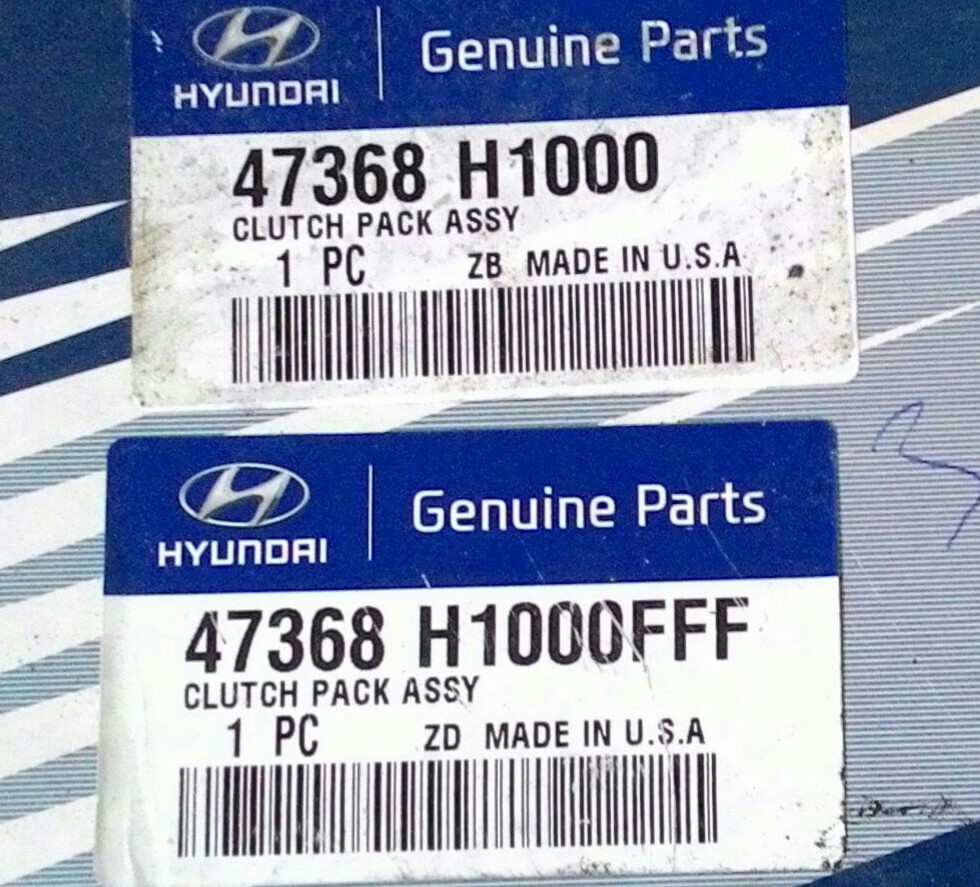 HYUNDAI
Genuine Parts
47368 H1000
CLUTCH PACK ASSY
1 PC ZB MADE IN U.S.A
HYUNDAI
Genuine Parts
47368 H1000FFF
CLUTCH PACK ASSY
1 PC ZD MADE IN U.S.A